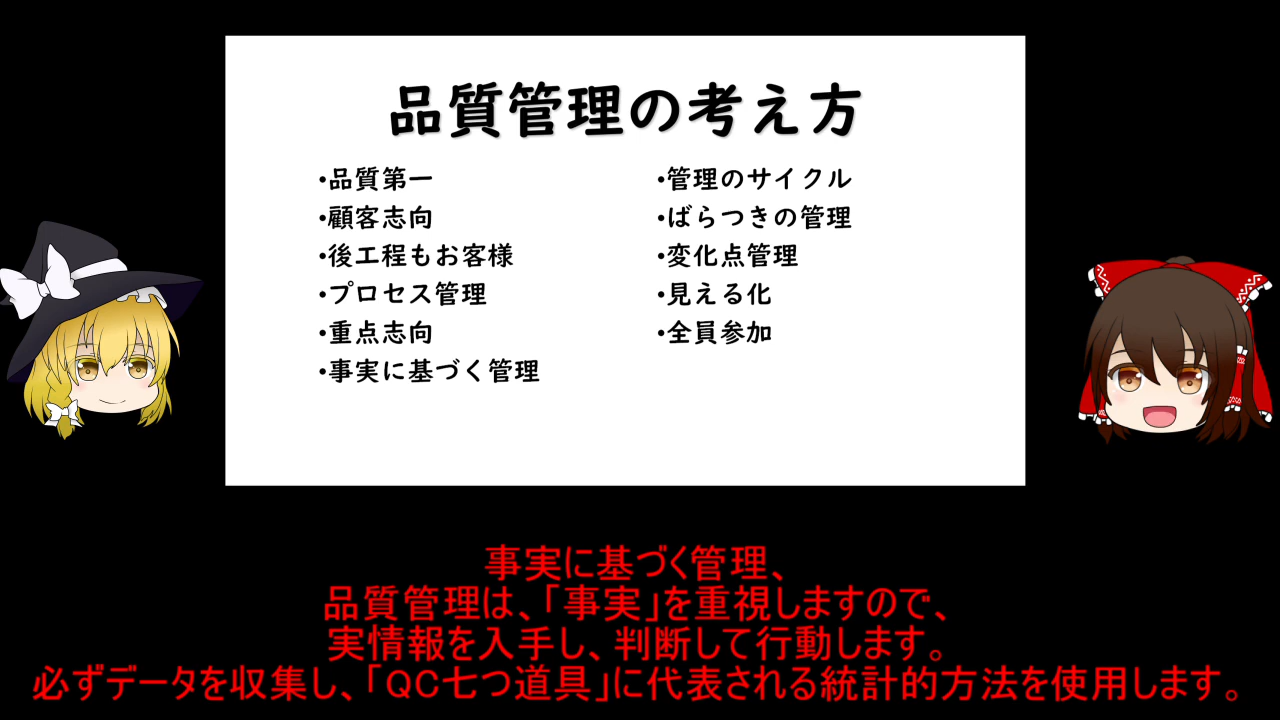 品質管理の考え方
・品質第一
・顧客志向
・後工程もお客様
・プロセス管理
・重点志向
・事実に基づく管理
・管理のサイクル
・ばらつきの管理
・変化点管理
・見える化
・全員参加
事実に基づく管理、
品質管理は、「事実」を重視しますので、
実情報を入手し、判断して行動します。
必ずデータを収集し、「QC七つ道具」に代表される統計的方法を使用します。